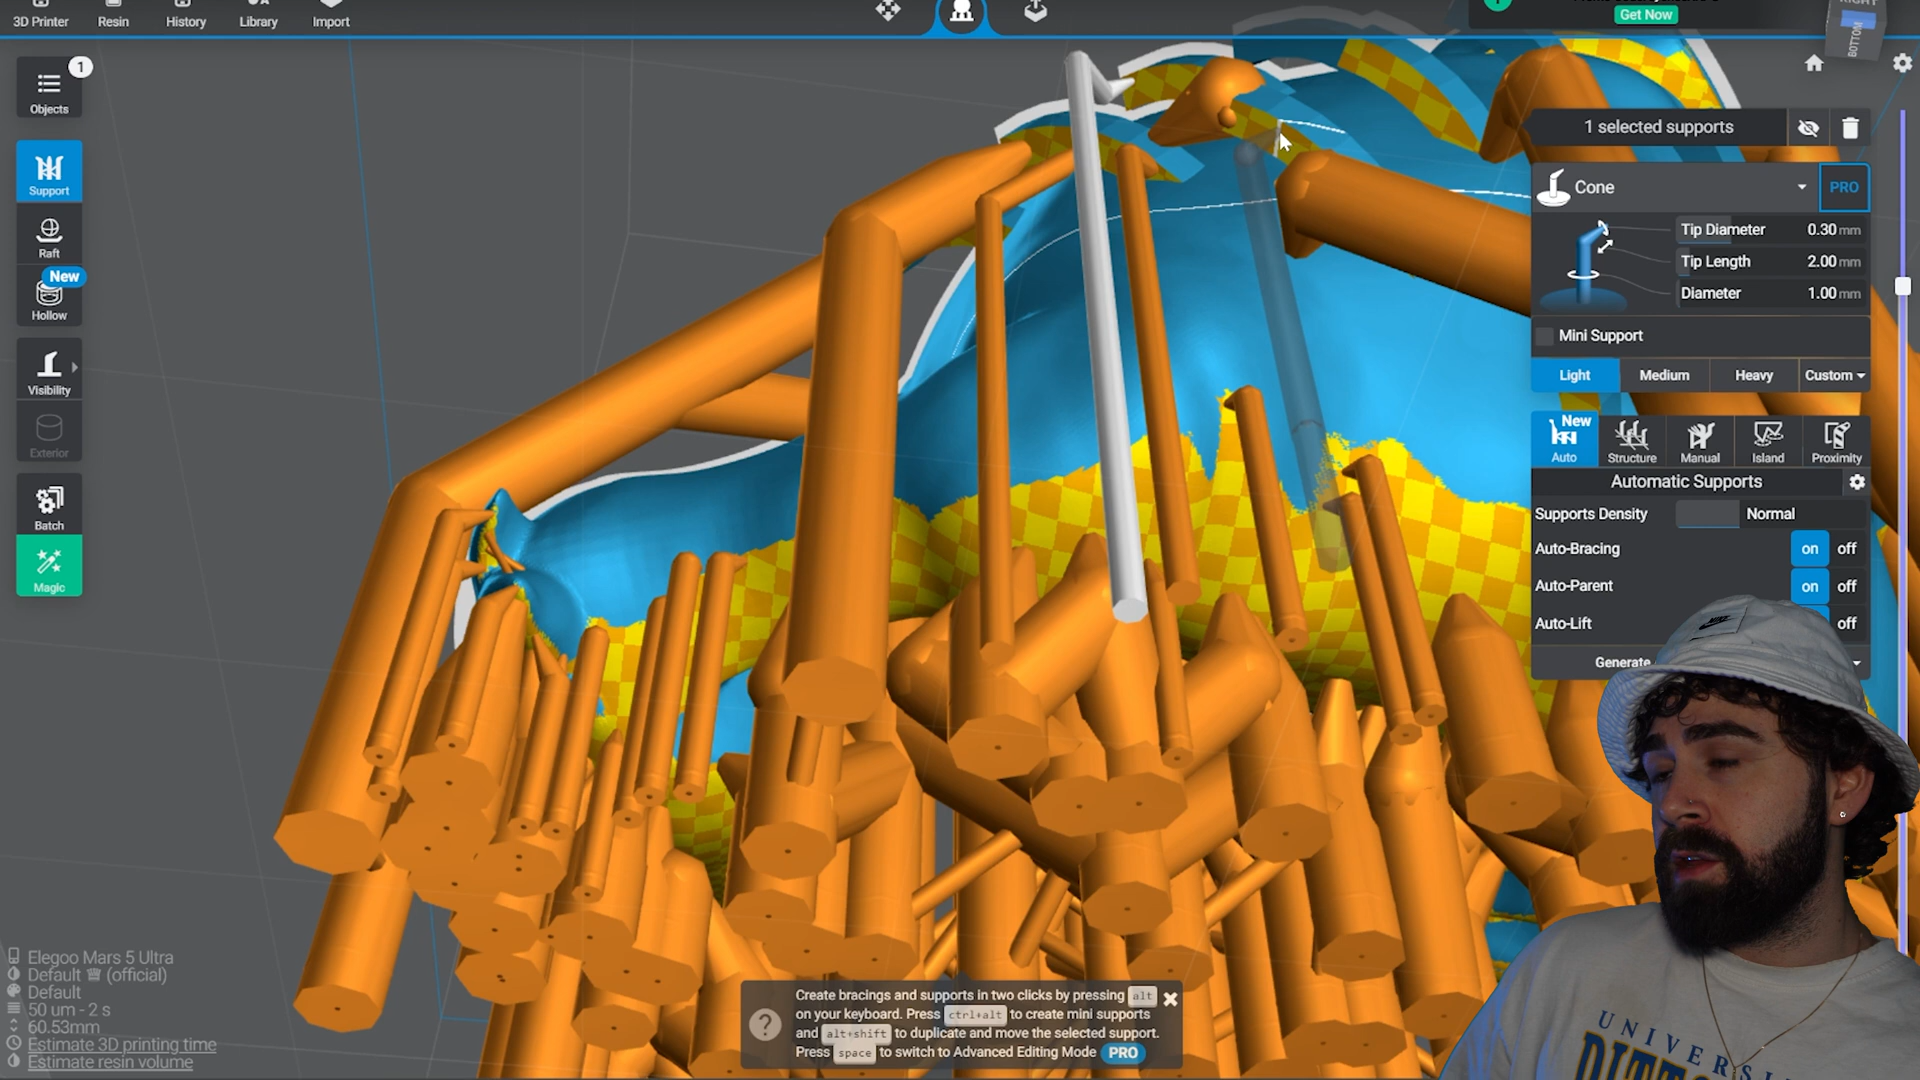 3D Printer
Resin
History
Library
Import
Get Now
RIGHT
BOTTOM
Objects
1
Support
Raft
New
Hollow
Visibility
Exterior
Batch
Magic
1 selected supports
Cone
PRO
Tip Diameter 0.30 mm
Tip Length 2.00 mm
Diameter 1.00 mm
Mini Support
Light Medium Heavy Custom
New
Auto Structure Manual Island Proximity
Automatic Supports
Supports Density Normal
Auto-Bracing on off
Auto-Parent on off
Auto-Lift off
Generate
Elegoo Mars 5 Ultra
Default (official)
Default
50 um - 2 s
60.53mm
Estimate 3D printing time
Estimate resin volume
Create bracings and supports in two clicks by pressing alt
on your keyboard. Press ctrl+alt to create mini supports
and alt+shift to duplicate and move the selected support.
Press space to switch to Advanced Editing Mode PRO